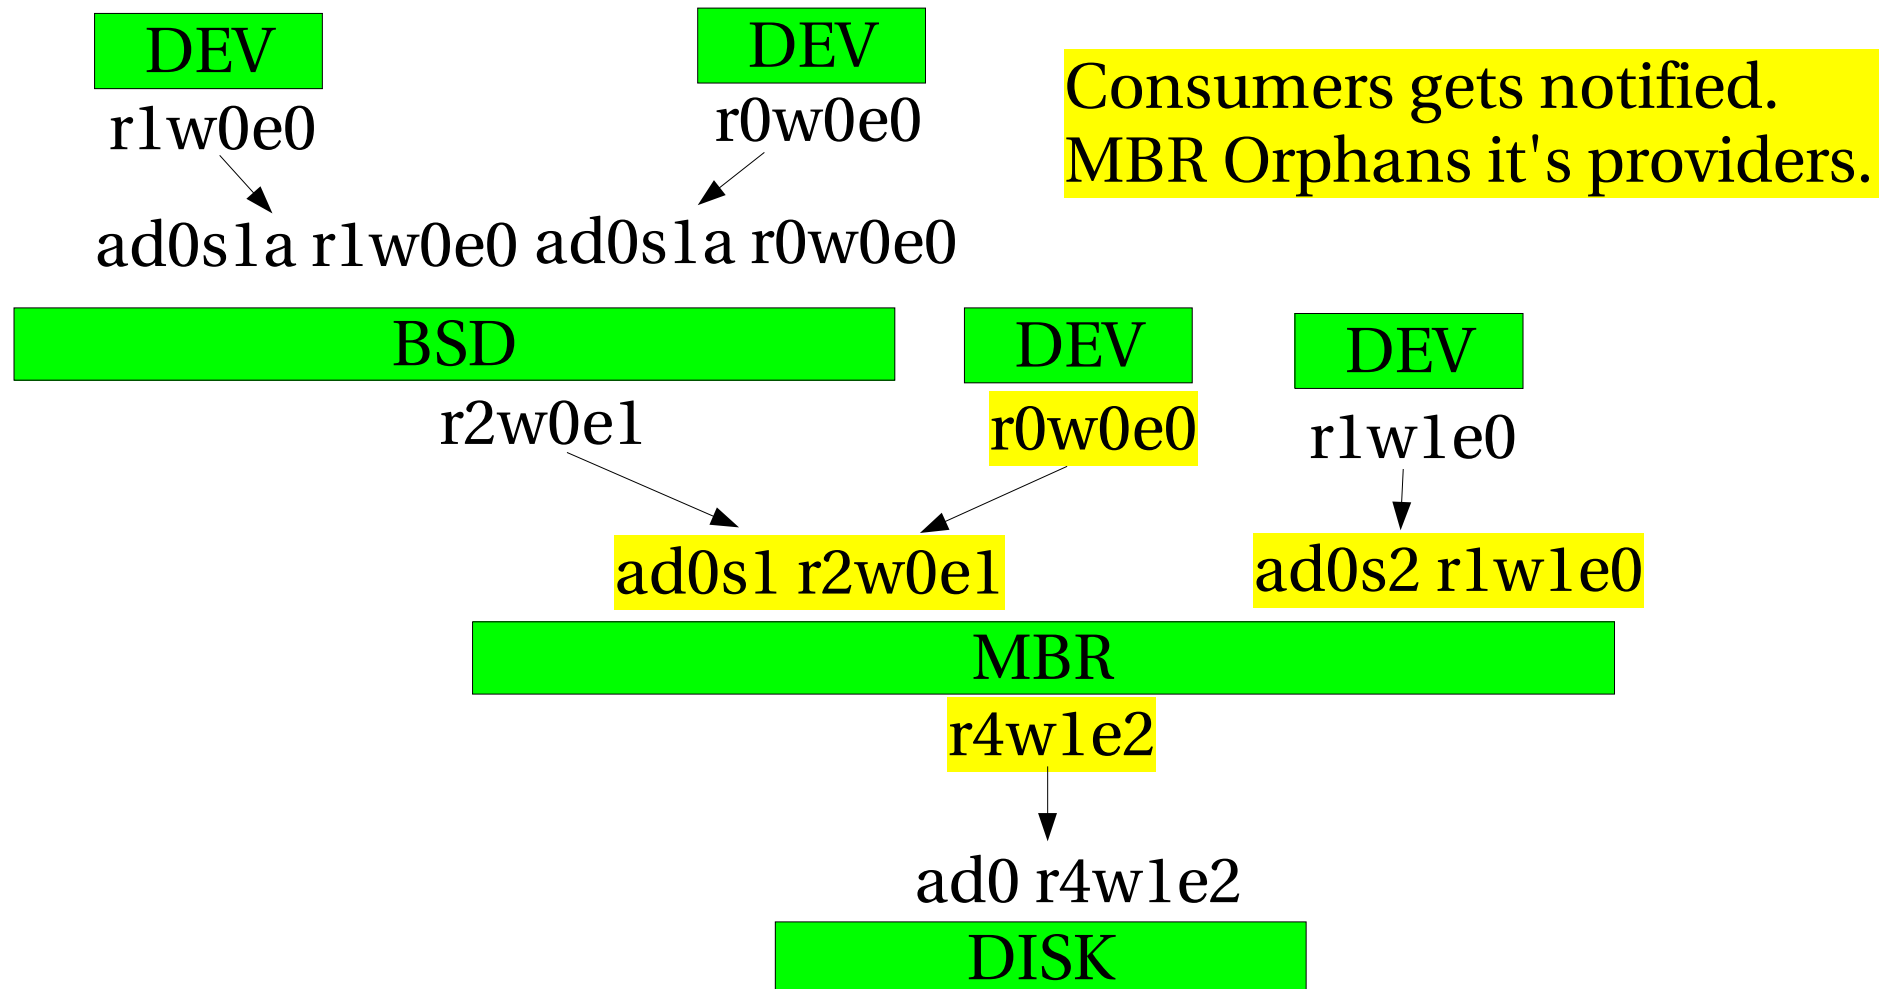 DEV
DEV
r1w0e0
r0w0e0
Consumers gets notified.
MBR Orphans it's providers.
ad0s1a r1w0e0
ad0s1a r0w0e0
BSD
DEV
DEV
r2w0e1
r0w0e0
r1w1e0
ad0s1 r2w0e1
ad0s2 r1w1e0
MBR
r4w1e2
ad0 r4w1e2
DISK